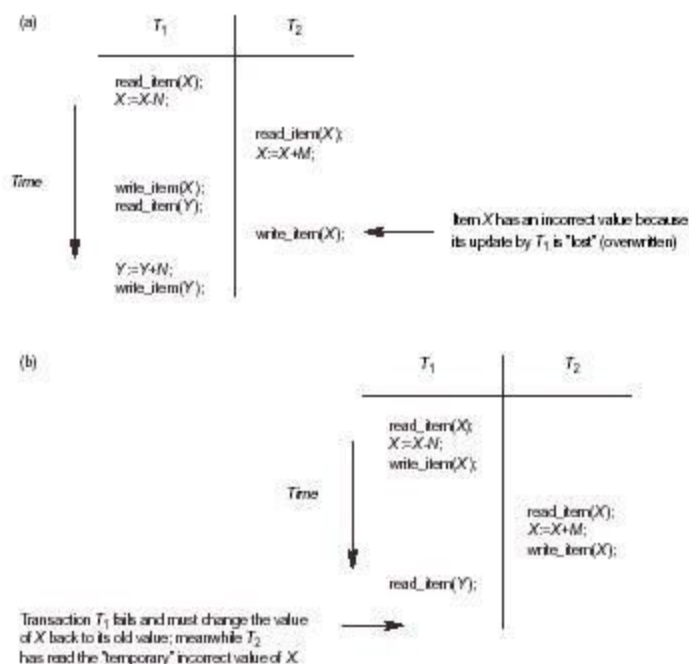 (a)
T1 T2
read_item(X);
X:=X-N;
read_item(X);
X:=X+M;
Time
write_item(X);
read_item(Y);
write_item(X);
Item X has an incorrect value because
its update by T1 is "lost" (overwritten)
Y:=Y+N;
write_item(Y);
(b)
T1 T2
read_item(X);
X:=X-N;
write_item(X);
Time
read_item(X);
X:=X+M;
write_item(X);
read_item(Y);
Transaction T1 fails and must change the value
of X back to its old value; meanwhile T2
has read the "temporary" incorrect value of X